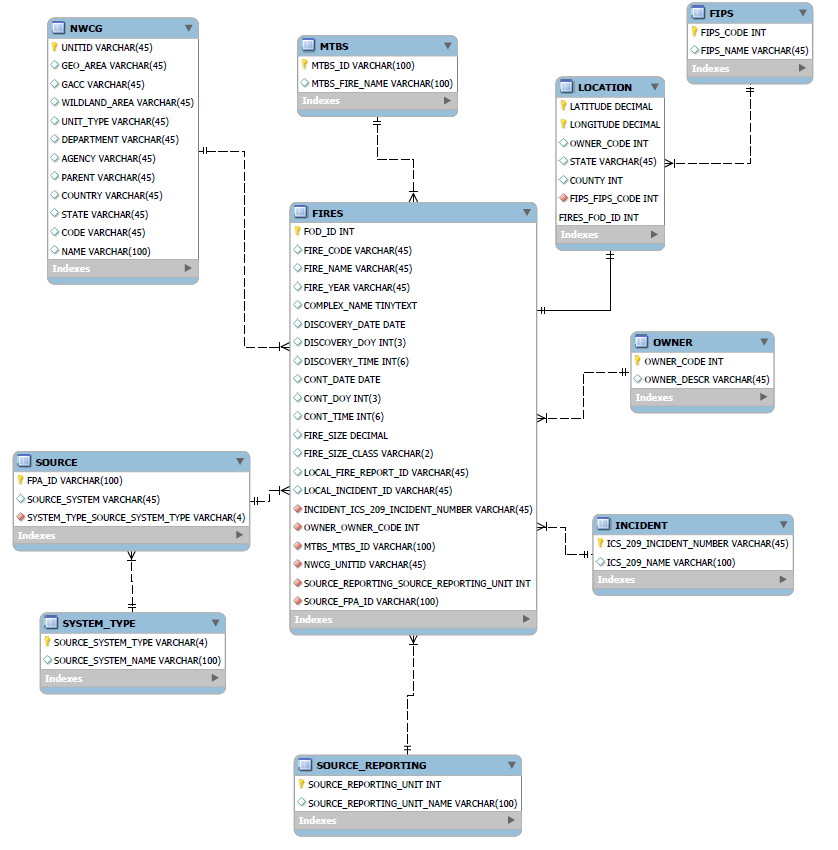 NWCG
UNITID VARCHAR(45)
GEO_AREA VARCHAR(45)
GACC VARCHAR(45)
WILDLAND_AREA VARCHAR(45)
UNIT_TYPE VARCHAR(45)
DEPARTMENT VARCHAR(45)
AGENCY VARCHAR(45)
PARENT VARCHAR(45)
COUNTRY VARCHAR(45)
STATE VARCHAR(45)
CODE VARCHAR(45)
NAME VARCHAR(100)
Indexes
MTBS
MTBS_ID VARCHAR(100)
MTBS_FIRE_NAME VARCHAR(100)
Indexes
FIPS
FIPS_CODE INT
FIPS_NAME VARCHAR(45)
Indexes
LOCATION
LATITUDE DECIMAL
LONGITUDE DECIMAL
OWNER_CODE INT
STATE VARCHAR(45)
COUNTY INT
FIPS_FIPS_CODE INT
FIRES_FOD_ID INT
Indexes
FIRES
FOD_ID INT
FIRE_CODE VARCHAR(45)
FIRE_NAME VARCHAR(45)
FIRE_YEAR VARCHAR(45)
COMPLEX_NAME TINYTEXT
DISCOVERY_DATE DATE
DISCOVERY_DOY INT(3)
DISCOVERY_TIME INT(6)
CONT_DATE DATE
CONT_DOY INT(3)
CONT_TIME INT(6)
FIRE_SIZE DECIMAL
FIRE_SIZE_CLASS VARCHAR(2)
LOCAL_FIRE_REPORT_ID VARCHAR(45)
LOCAL_INCIDENT_ID VARCHAR(45)
INCIDENT_ICS_209_INCIDENT_NUMBER VARCHAR(45)
OWNER_OWNER_CODE INT
MTBS_MTBS_ID VARCHAR(100)
NWCG_UNITID VARCHAR(45)
SOURCE_REPORTING_SOURCE_REPORTING_UNIT INT
SOURCE_FPA_ID VARCHAR(100)
Indexes
OWNER
OWNER_CODE INT
OWNER_DESCR VARCHAR(45)
Indexes
SOURCE
FPA_ID VARCHAR(100)
SOURCE_SYSTEM VARCHAR(45)
SYSTEM_TYPE_SOURCE_SYSTEM_TYPE VARCHAR(4)
Indexes
INCIDENT
ICS_209_INCIDENT_NUMBER VARCHAR(45)
ICS_209_NAME VARCHAR(100)
Indexes
SYSTEM_TYPE
SOURCE_SYSTEM_TYPE VARCHAR(4)
SOURCE_SYSTEM_NAME VARCHAR(100)
Indexes
SOURCE_REPORTING
SOURCE_REPORTING_UNIT INT
SOURCE_REPORTING_UNIT_NAME VARCHAR(100)
Indexes